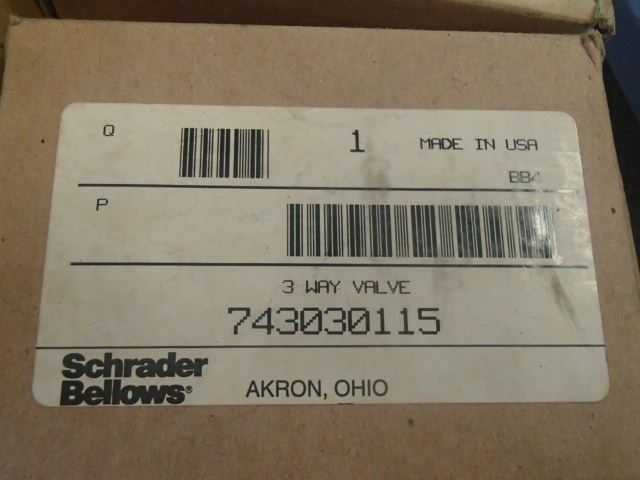 Q 1 MADE IN USA
BB4
P
3 WAY VALVE
743030115
Schrader
Bellows®
AKRON, OHIO